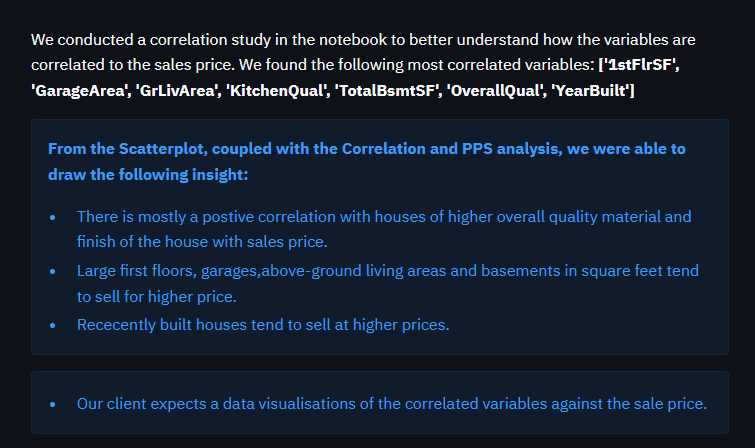 We conducted a correlation study in the notebook to better understand how the variables are
correlated to the sales price. We found the following most correlated variables: ['1stFlrSF',
'GarageArea', 'GrLivArea', 'KitchenQual', 'TotalBsmtSF', 'OverallQual', 'YearBuilt']
From the Scatterplot, coupled with the Correlation and PPS analysis, we were able to
draw the following insight:
• There is mostly a postive correlation with houses of higher overall quality material and
finish of the house with sales price.
• Large first floors, garages,above-ground living areas and basements in square feet tend
to sell for higher price.
• Rececently built houses tend to sell at higher prices.
• Our client expects a data visualisations of the correlated variables against the sale price.